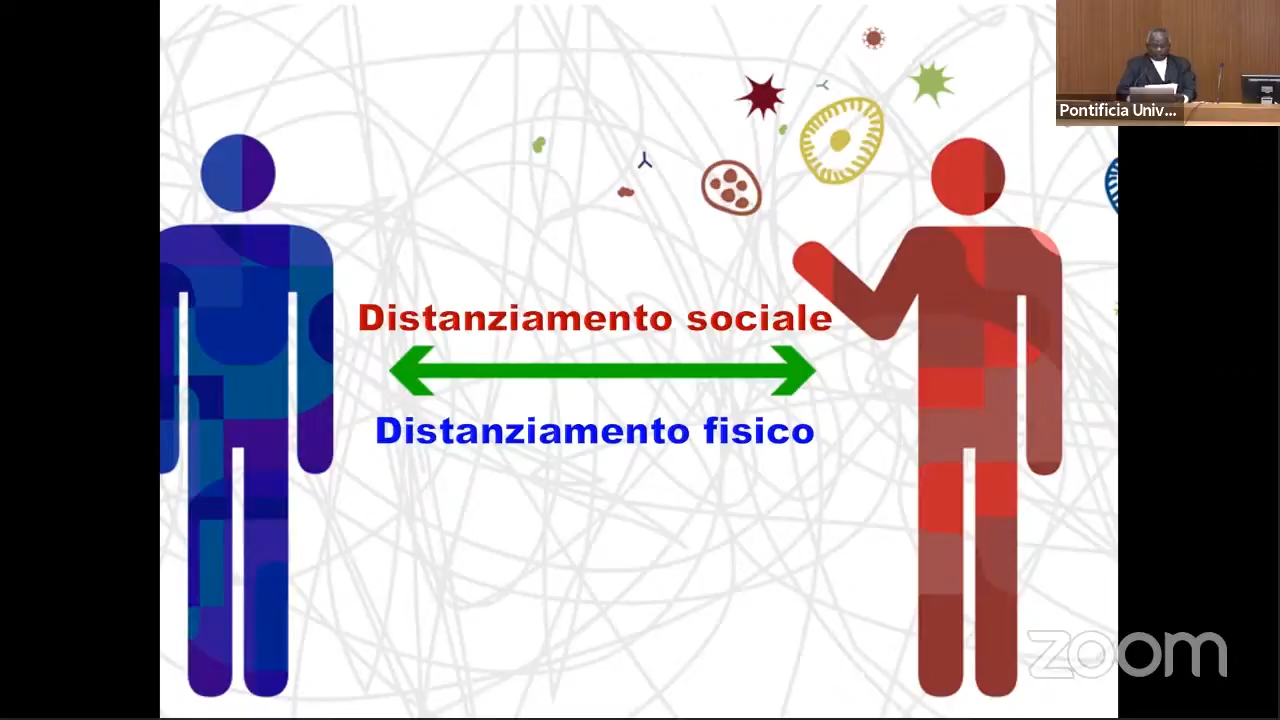 Pontificia Univ...
Distanziamento sociale
Distanziamento fisico
zoom